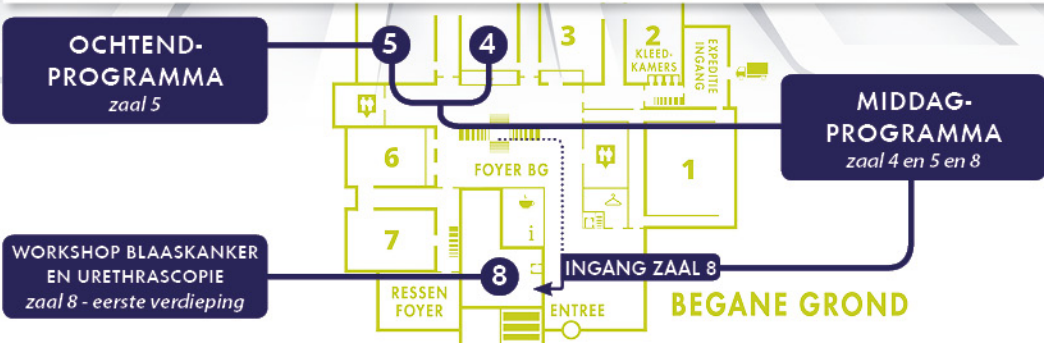 OCHTEND-
PROGRAMMA
zaal 5
5
4
3
2
KLEED-
KAMERS
EXPEDITIE
INGANG
MIDDAG-
PROGRAMMA
zaal 4 en 5 en 8
6
FOYER BG
1
7
i
WORKSHOP BLAASKANKER
EN URETHRASCOPIE
zaal 8 - eerste verdieping
8
INGANG ZAAL 8
RESSEN
FOYER
ENTREE
BEGANE GROND